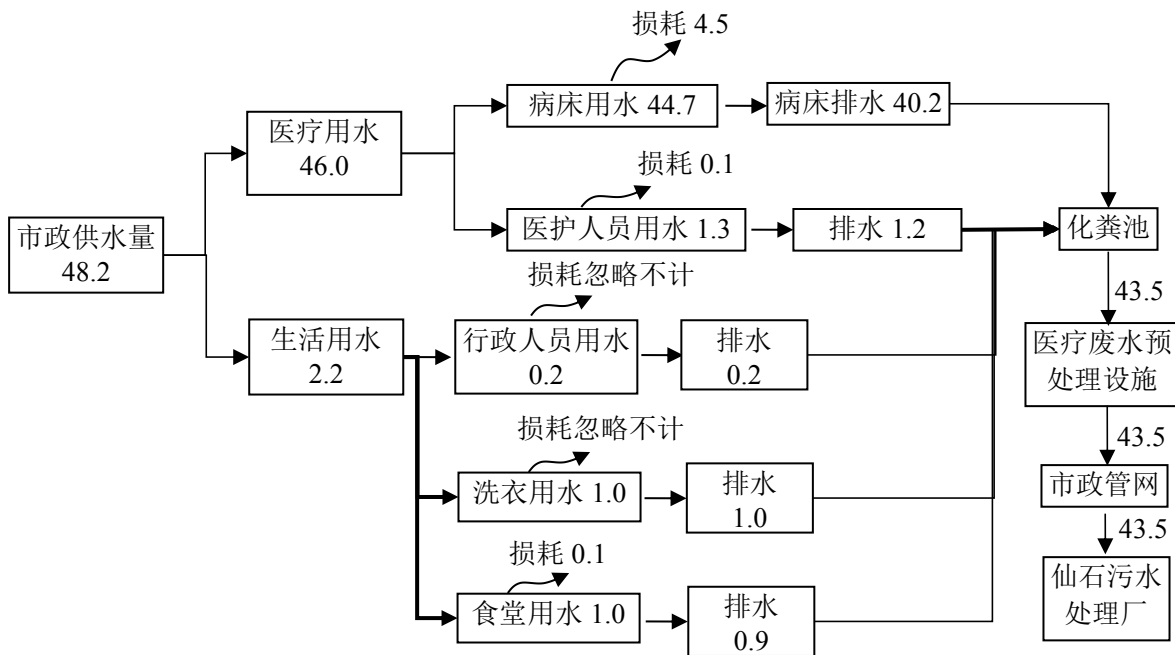 损耗 4.5
病床用水 44.7
病床排水 40.2
医疗用水
46.0
损耗 0.1
医护人员用水 1.3
排水 1.2
化粪池
市政供水量
48.2
损耗忽略不计
43.5
生活用水
2.2
行政人员用水
0.2
排水
0.2
医疗废水预
处理设施
损耗忽略不计
43.5
洗衣用水 1.0
排水
1.0
市政管网
43.5
损耗 0.1
食堂用水 1.0
排水
0.9
仙石污水
处理厂